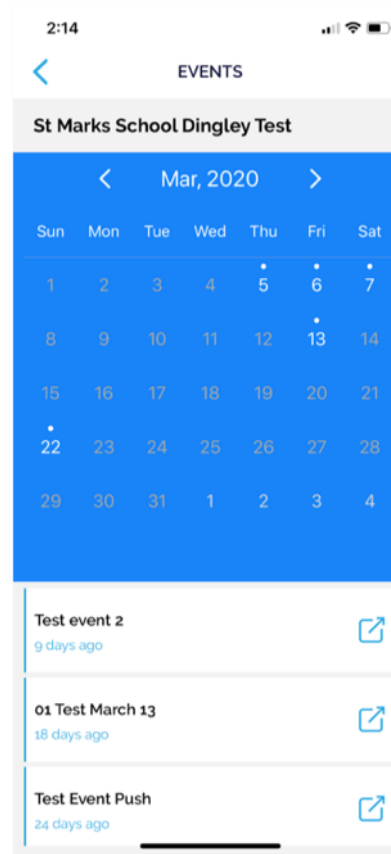 2:14
EVENTS
St Marks School Dingley Test
Mar, 2020
Sun Mon Tue Wed Thu Fri Sat
1 2 3 4 5 6 7
8 9 10 11 12 13 14
15 16 17 18 19 20 21
22 23 24 25 26 27 28
29 30 31 1 2 3 4
Test event 2
9 days ago
01 Test March 13
18 days ago
Test Event Push
24 days ago